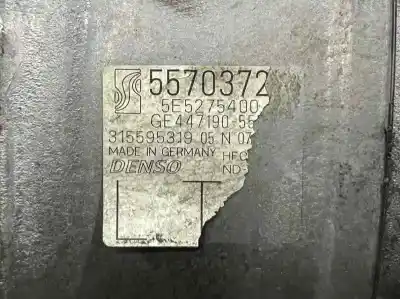 5570372
5E5275400
GE447190-55
315595319 05 N 07
MADE IN GERMANY HFC
DENSO ND-